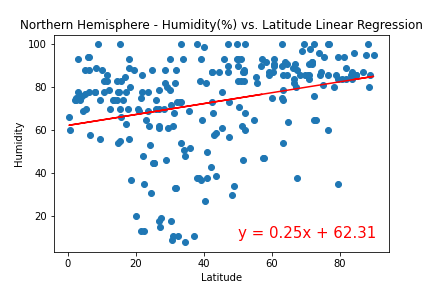 Northern Hemisphere - Humidity(%) vs. Latitude Linear Regression
100
80
60
40
20
Humidity
y = 0.25x + 62.31
0 20 40 60 80
Latitude